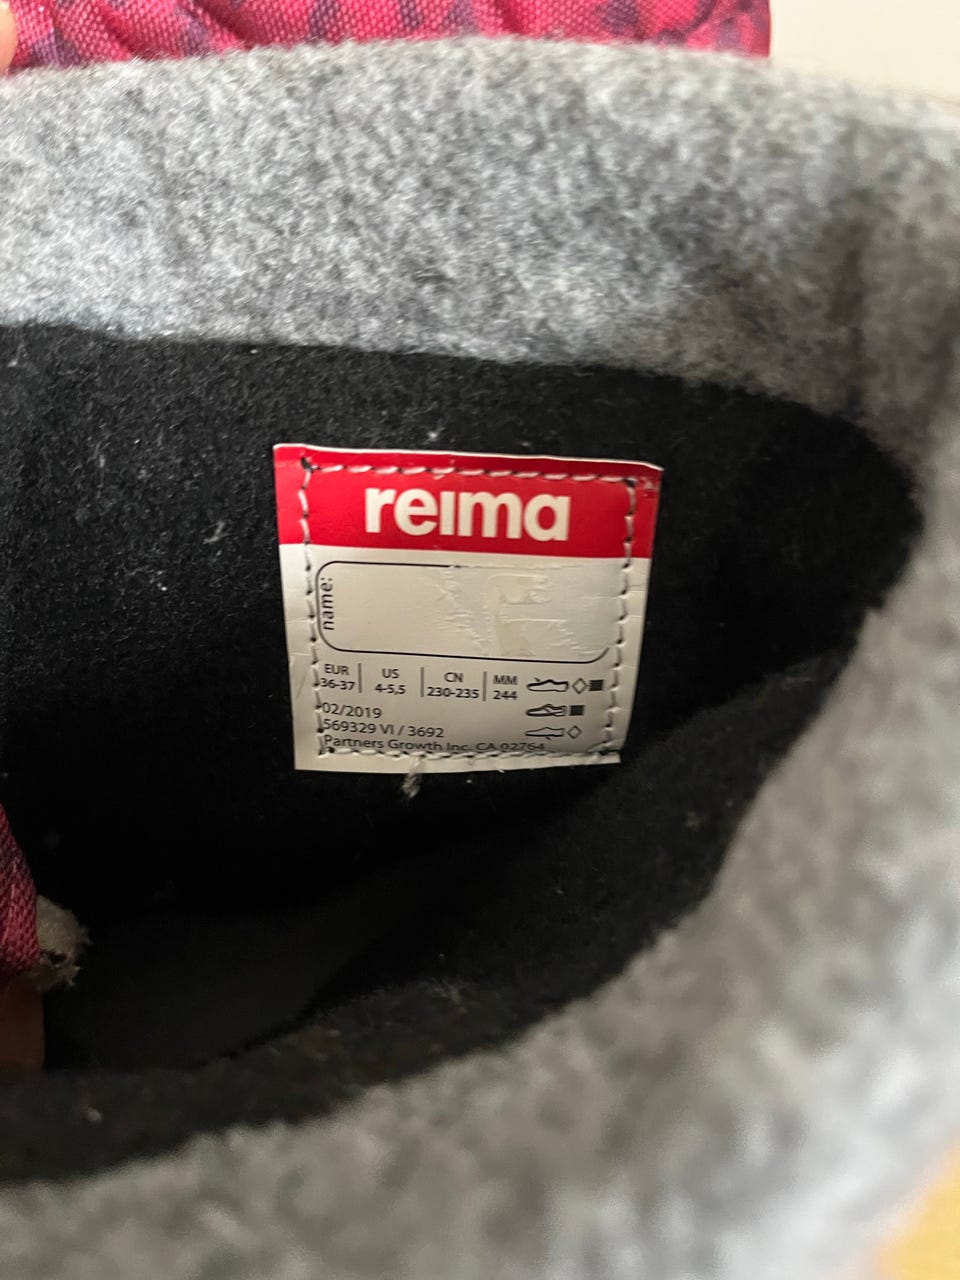 reima
name:
EUR US CN MM
36-37 4-5,5 230-235 244
02/2019
569329 VI / 3692
Partners Growth Inc. CA 02764